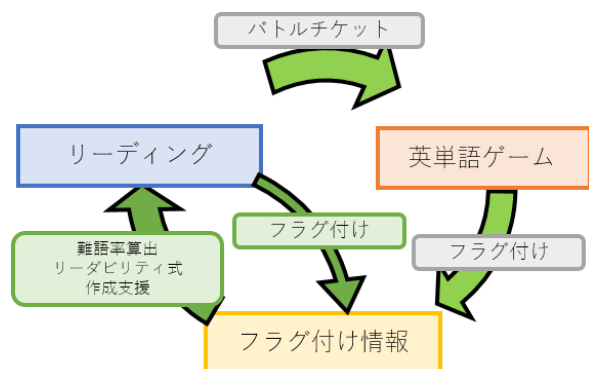 バトルチケット
リーディング
英単語ゲーム
フラグ付け
フラグ付け
難語率算出
リーダビリティ式
作成支援
フラグ付け情報